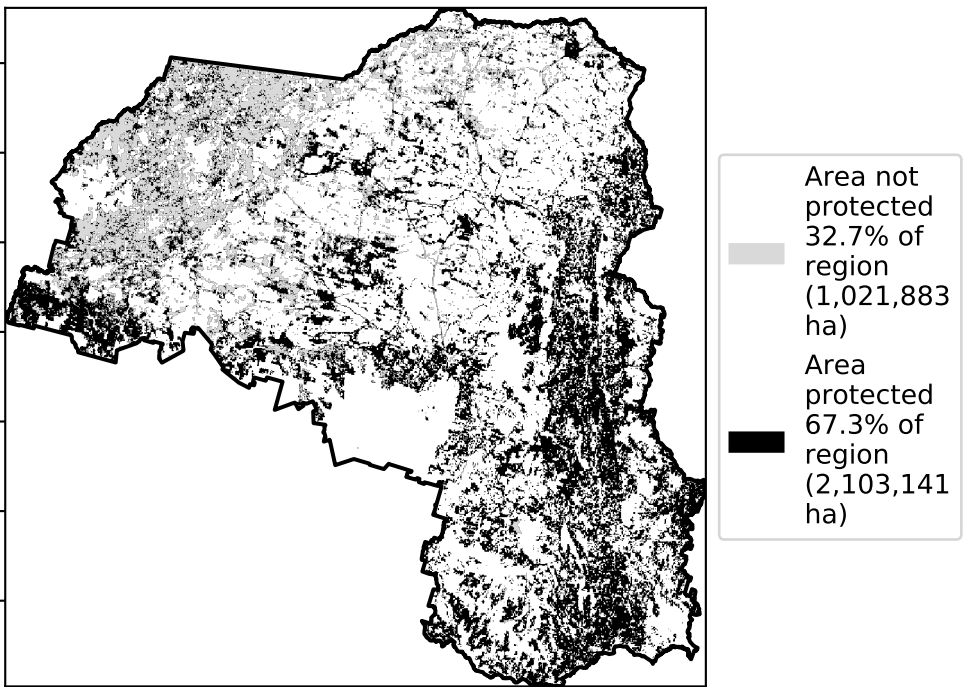 Area not
protected
32.7% of
region
(1,021,883
ha)
Area
protected
67.3% of
region
(2,103,141
ha)